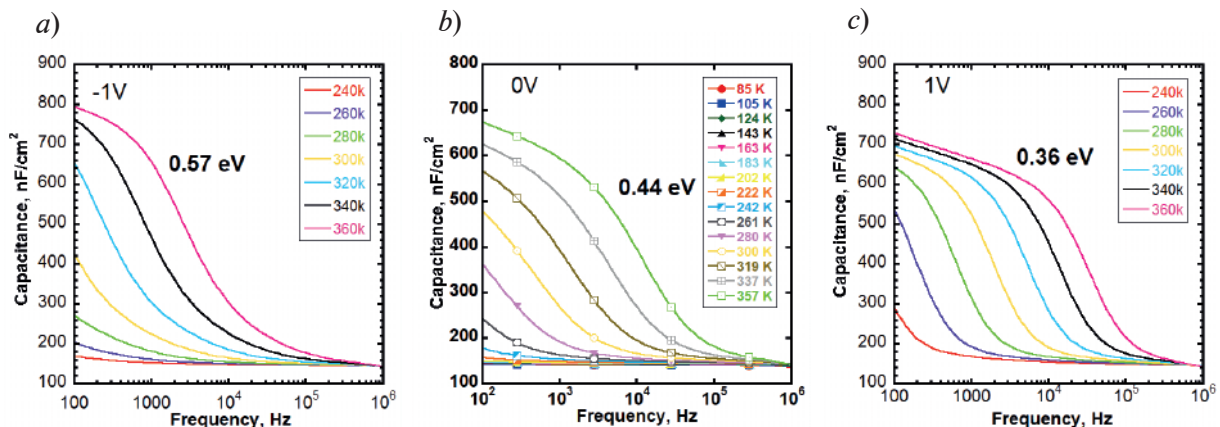 a)
900
800
700
600
500
400
300
200
100
Capacitance, nF/cm²
-1V
0.57 eV
240k
260k
280k
300k
320k
340k
360k
100
1000
10⁴
10⁵
10⁶
Frequency, Hz
b)
800
700
600
500
400
300
200
100
Capacitance, nF/cm²
0V
0.44 eV
85 K
105 K
124 K
143 K
163 K
183 K
202 K
222 K
242 K
261 K
280 K
300 K
319 K
337 K
357 K
10²
10³
10⁴
10⁵
10⁶
Frequency, Hz
c)
900
800
700
600
500
400
300
200
100
Capacitance, nF/cm²
1V
0.36 eV
240k
260k
280k
300k
320k
340k
360k
100
1000
10⁴
10⁵
10⁶
Frequency, Hz